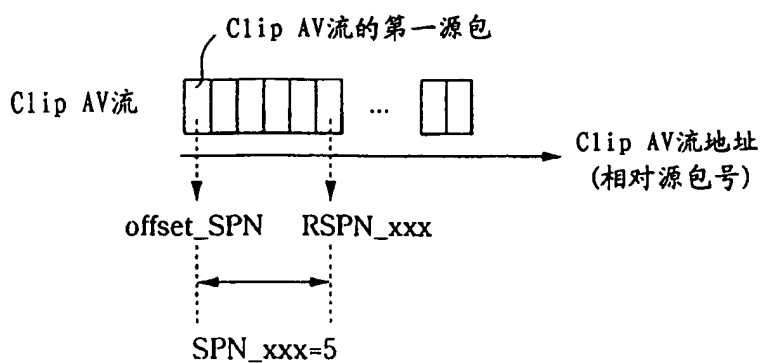 Clip AV流的第一源包
Clip AV流
...
Clip AV流地址
(相对源包号)
offset_SPN
RSPN_xxx
SPN_xxx=5